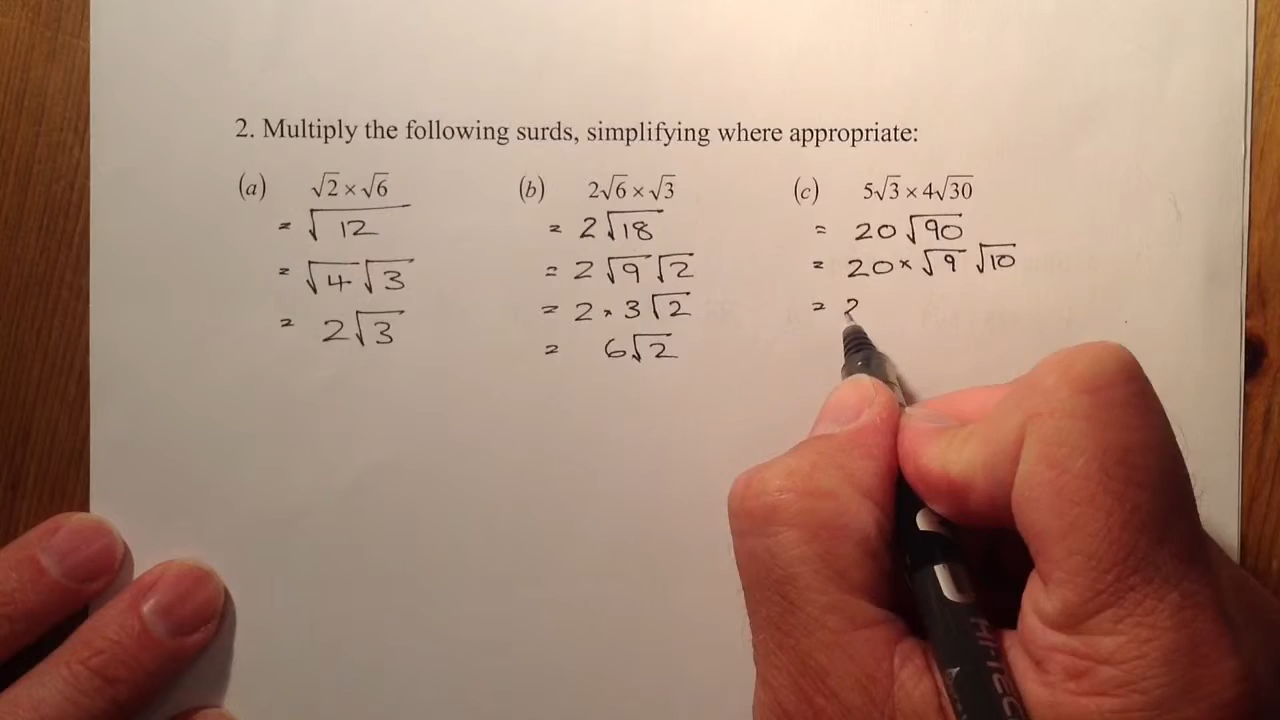 2. Multiply the following surds, simplifying where appropriate:
(a) √2 × √6
= √12
= √4 √3
= 2√3
(b) 2√6 × √3
= 2√18
= 2√9 √2
= 2 × 3√2
= 6√2
(c) 5√3 × 4√30
= 20√90
= 20 × √9 √10
= 2
HI-TEC